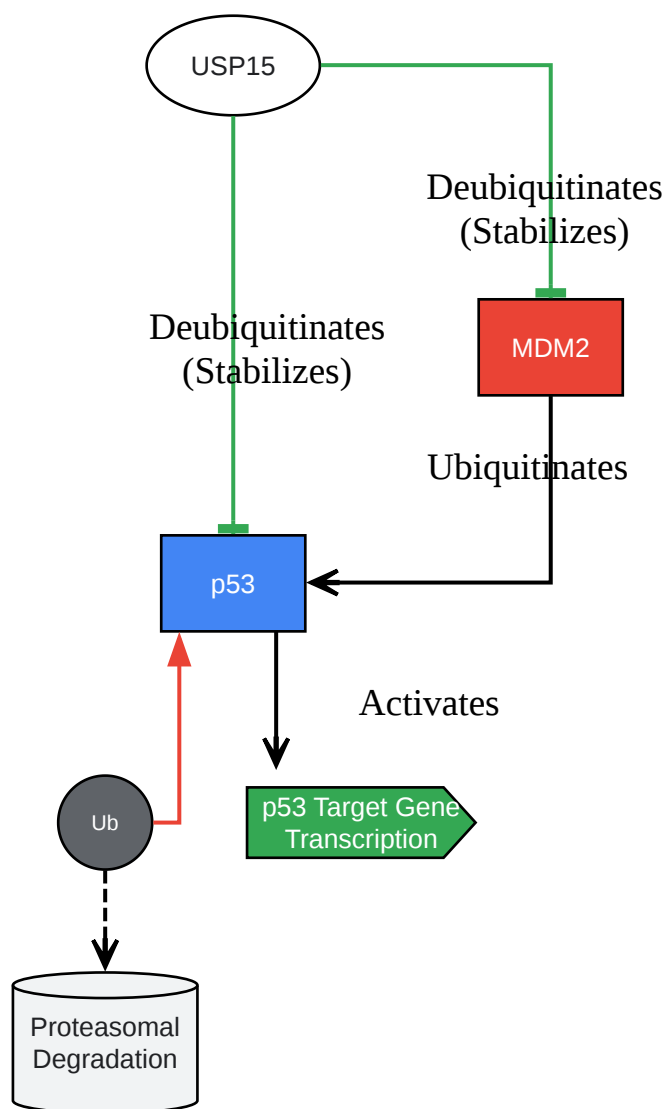 USP15
Deubiquitinates
(Stabilizes)
Deubiquitinates
(Stabilizes)
MDM2
Ubiquitinates
p53
Activates
p53 Target Gene
Transcription
Ub
Proteasomal
Degradation